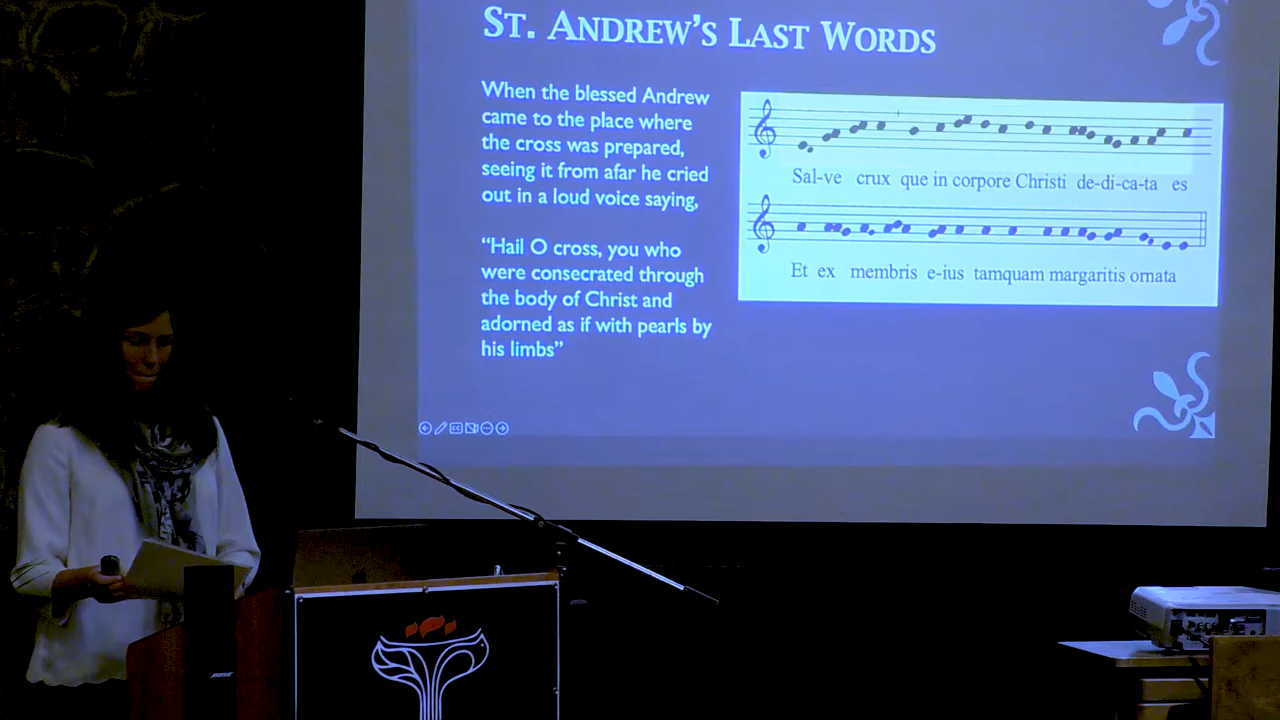 ST. ANDREW'S LAST WORDS
When the blessed Andrew
came to the place where
the cross was prepared,
seeing it from afar he cried
out in a loud voice saying,
“Hail O cross, you who
were consecrated through
the body of Christ and
adorned as if with pearls by
his limbs”
Sal-ve crux que in corpore Christi de-di-ca-ta es
Et ex membris e-ius tamquam margaritis ornata